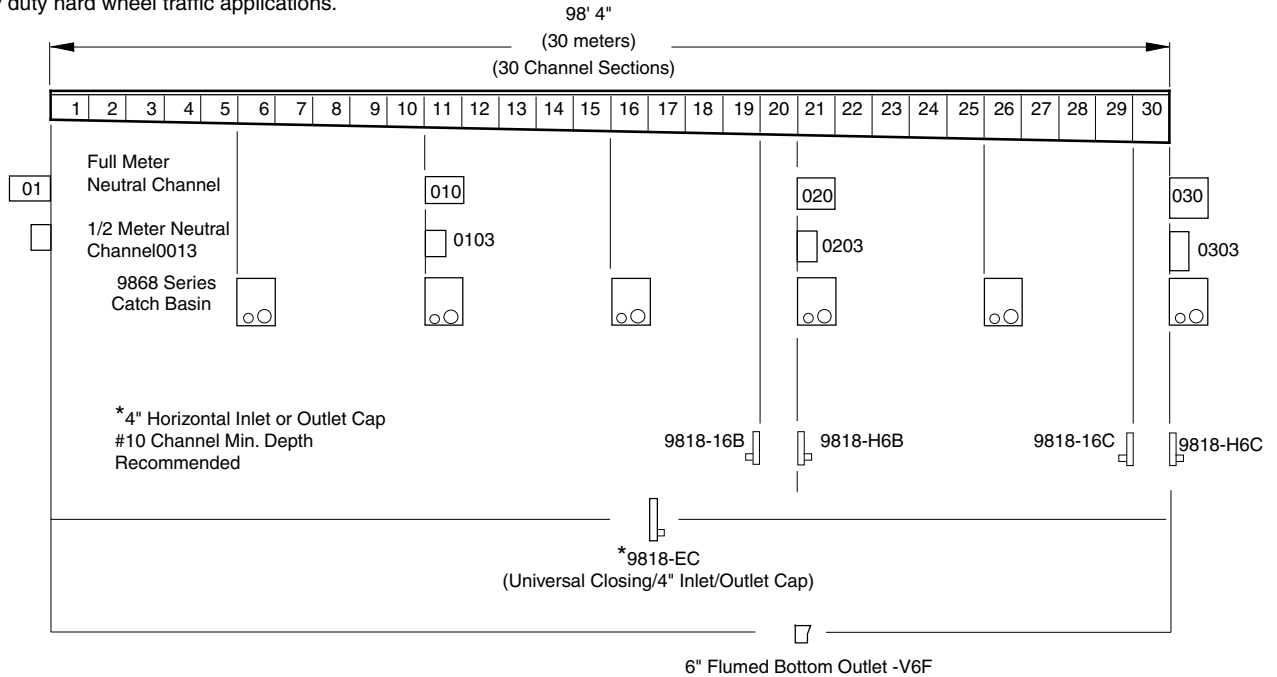 duty hard wheel traffic applications.
98' 4"
(30 meters)
(30 Channel Sections)
1 2 3 4 5 6 7 8 9 10 11 12 13 14 15 16 17 18 19 20 21 22 23 24 25 26 27 28 29 30
Full Meter
Neutral Channel
01 010 020 030
1/2 Meter Neutral
Channel0013
0103 0203 0303
9868 Series
Catch Basin
*4" Horizontal Inlet or Outlet Cap
#10 Channel Min. Depth
Recommended
9818-16B 9818-H6B 9818-16C 9818-H6C
*9818-EC
(Universal Closing/4" Inlet/Outlet Cap)
6" Flumed Bottom Outlet -V6F